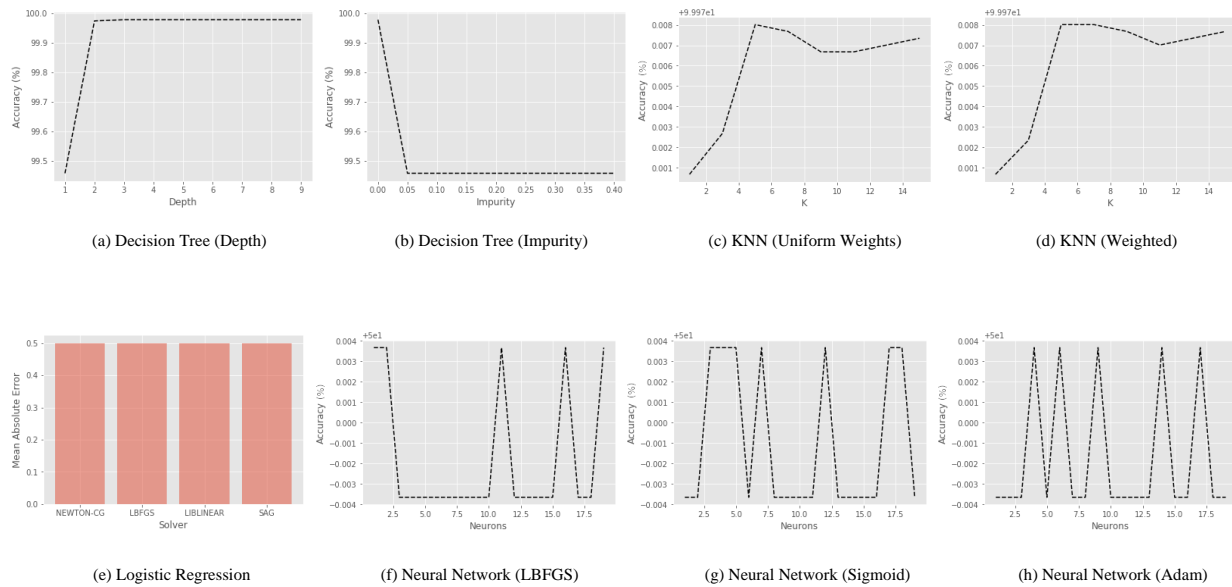 100.0
99.9
99.8
99.7
99.6
99.5
Accuracy (%)
1 2 3 4 5 6 7 8 9
Depth
(a) Decision Tree (Depth)
100.0
99.9
99.8
99.7
99.6
99.5
Accuracy (%)
0.00 0.05 0.10 0.15 0.20 0.25 0.30 0.35 0.40
Impurity
(b) Decision Tree (Impurity)
+9.997e1
0.008
0.007
0.006
0.005
0.004
0.003
0.002
0.001
Accuracy (%)
2 4 6 8 10 12 14
K
(c) KNN (Uniform Weights)
+9.997e1
0.008
0.007
0.006
0.005
0.004
0.003
0.002
0.001
Accuracy (%)
2 4 6 8 10 12 14
K
(d) KNN (Weighted)
0.5
0.4
0.3
0.2
0.1
0.0
Mean Absolute Error
NEWTON-CG LBFGS LIBLINEAR SAG
Solver
(e) Logistic Regression
+5e1
0.004
0.003
0.002
0.001
0.000
−0.001
−0.002
−0.003
−0.004
Accuracy (%)
2.5 5.0 7.5 10.0 12.5 15.0 17.5
Neurons
(f) Neural Network (LBFGS)
+5e1
0.004
0.003
0.002
0.001
0.000
−0.001
−0.002
−0.003
−0.004
Accuracy (%)
2.5 5.0 7.5 10.0 12.5 15.0 17.5
Neurons
(g) Neural Network (Sigmoid)
+5e1
0.004
0.003
0.002
0.001
0.000
−0.001
−0.002
−0.003
−0.004
Accuracy (%)
2.5 5.0 7.5 10.0 12.5 15.0 17.5
Neurons
(h) Neural Network (Adam)